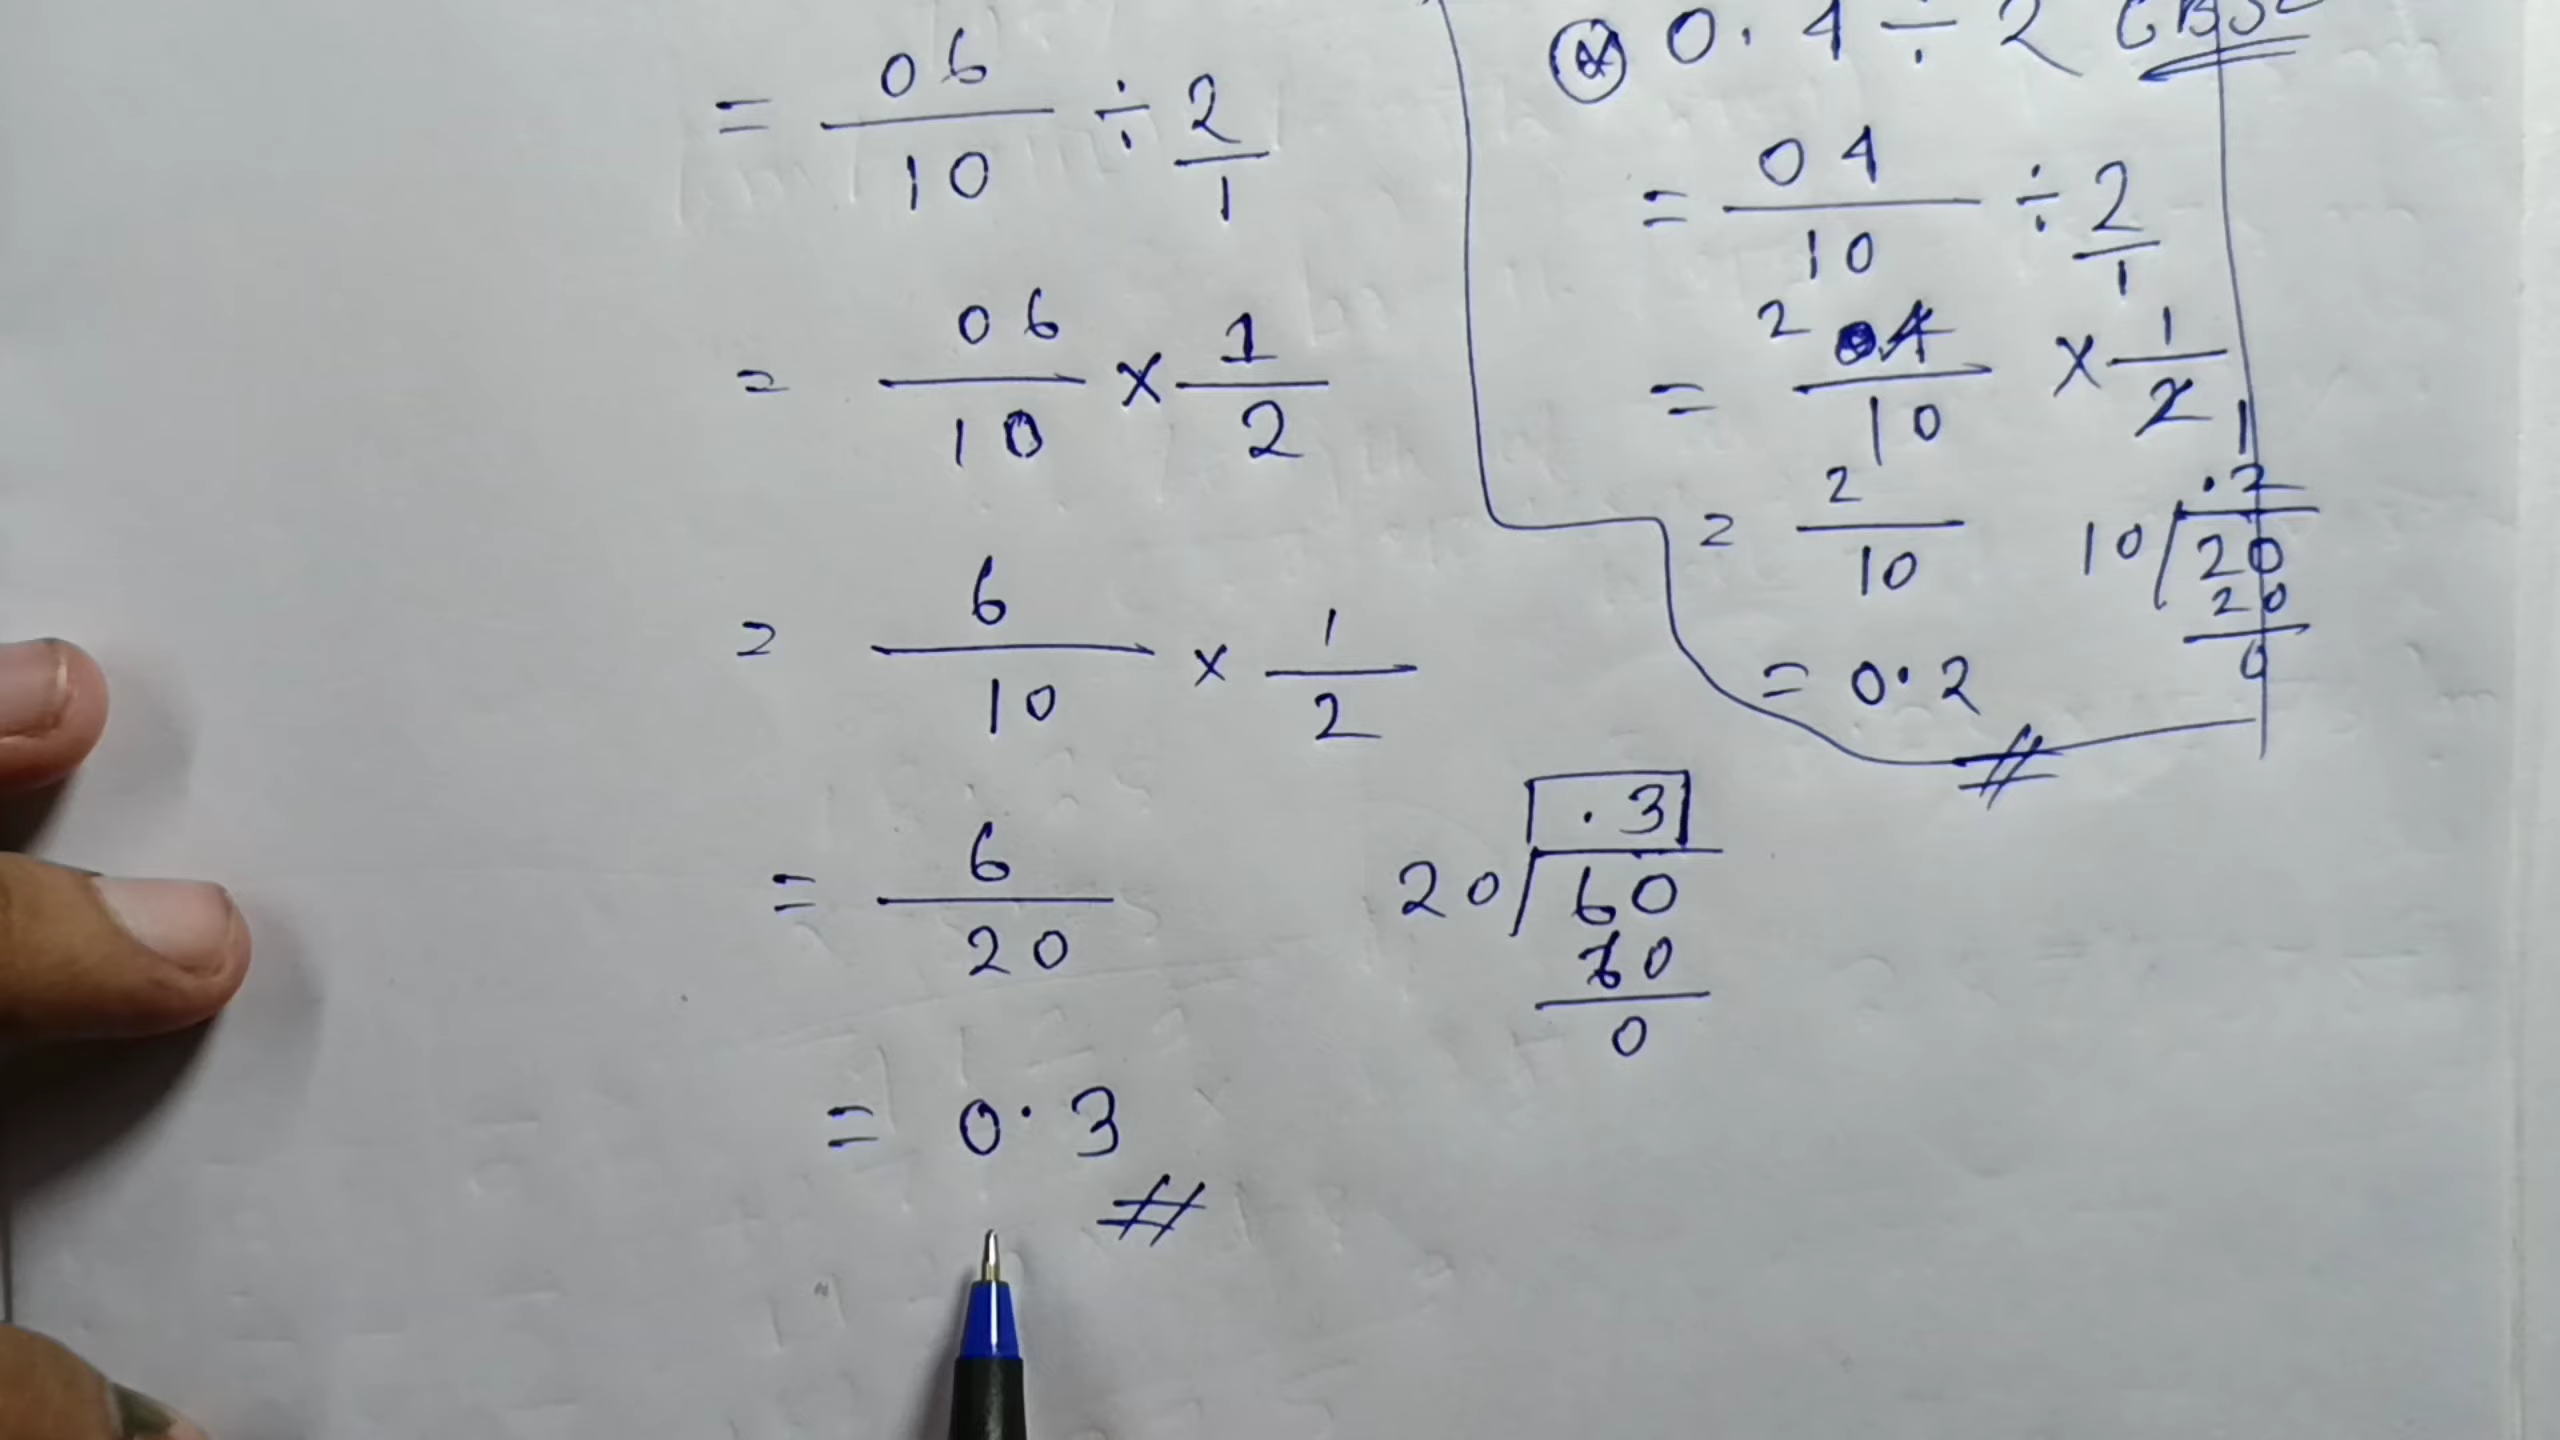 = 06/10 ÷ 2/1
= 06/10 × 1/2
= 6/10 × 1/2
= 6/20
.3
20 60
60
0
= 0.3
0.4 ÷ 2 CBSE
= 04/10 ÷ 2/1
2
= 04/10 × 1/2
1
= 2/10
.2
10 20
20
0
= 0.2